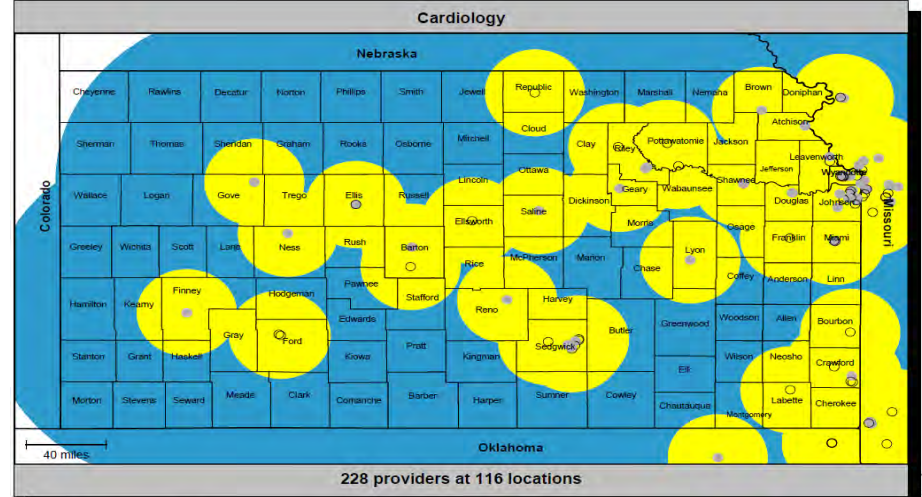 Cardiology
Nebraska
Cheyenne Rawlins Decatur Norton Phillips Smith Jewell Republic Washington Marshall Nemaha Brown Doniphan
Cloud Atchison
Sherman Thomas Sheridan Graham Rooks Osborne Mitchell Clay Riley Pottawatomie Jackson
Ottawa Leavenworth
Jefferson Wyandotte
Lincoln Shawnee
Wallace Logan Gove Trego Ellis Russell Geary Wabaunsee
Dickinson Douglas Johnson
Saline
Ellsworth Morris Osage
Colorado
Missouri
Greeley Wichita Scott Lane Ness Rush Barton Lyon Franklin Miami
Rice McPherson Marion Chase
Pawnee Coffey Anderson Linn
Hamilton Kearny Finney Hodgeman Stafford Reno Harvey
Gray Ford Edwards Butler Greenwood Woodson Allen Bourbon
Stanton Grant Haskell Kiowa Pratt Kingman Sedgwick Wilson Neosho Crawford
Elk
Morton Stevens Seward Meade Clark Comanche Barber Harper Sumner Cowley Chautauqua Montgomery Labette Cherokee
40 miles
Oklahoma
228 providers at 116 locations